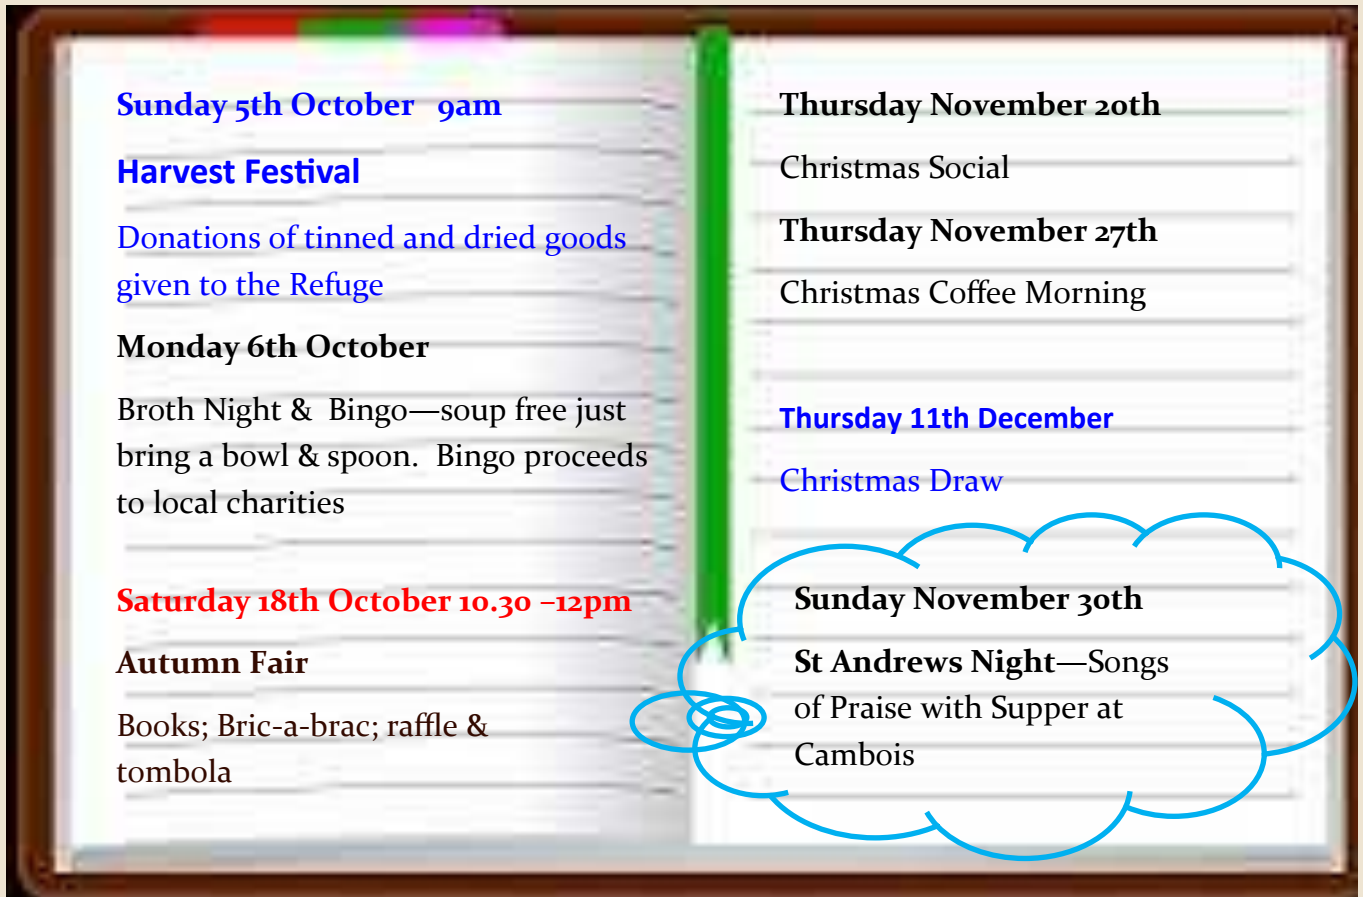 Sunday 5th October 9am
Harvest Festival
Donations of tinned and dried goods
given to the Refuge
Monday 6th October
Broth Night & Bingo—soup free just
bring a bowl & spoon. Bingo proceeds
to local charities
Saturday 18th October 10.30 –12pm
Autumn Fair
Books; Bric-a-brac; raffle &
tombola
Thursday November 20th
Christmas Social
Thursday November 27th
Christmas Coffee Morning
Thursday 11th December
Christmas Draw
Sunday November 30th
St Andrews Night—Songs
of Praise with Supper at
Cambois